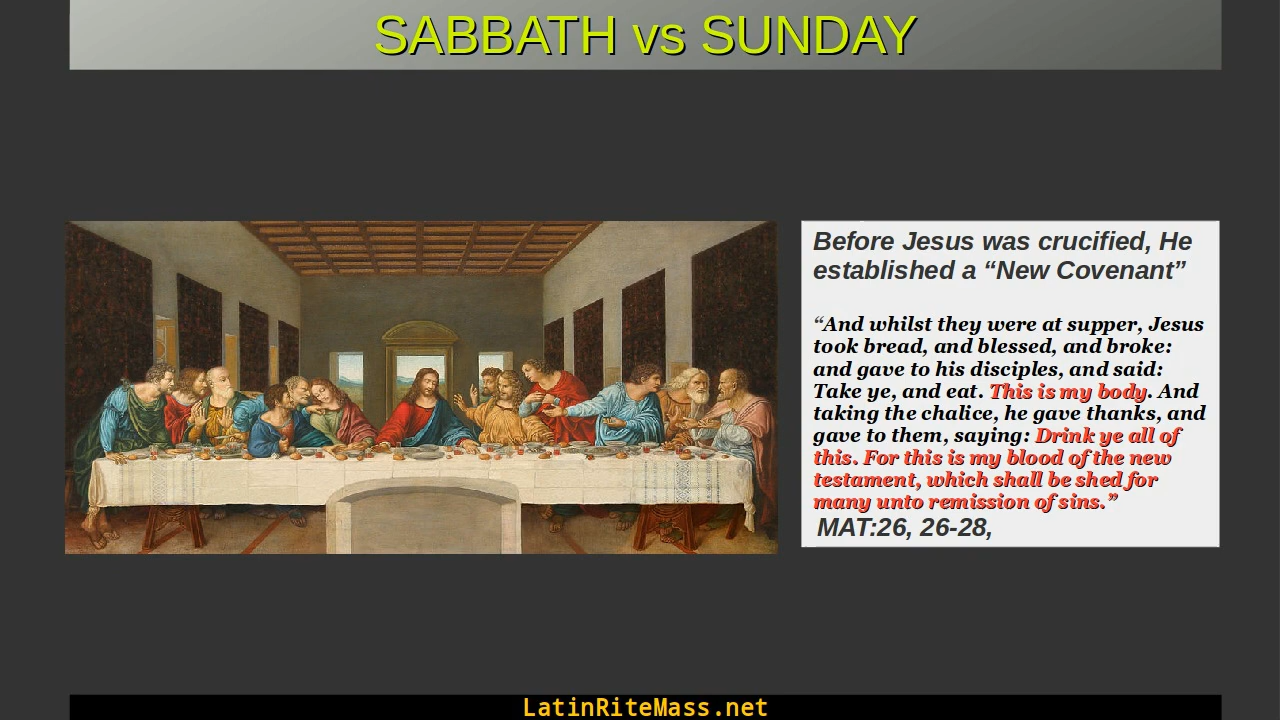 SABBATH vs SUNDAY
Before Jesus was crucified, He
established a “New Covenant”
“And whilst they were at supper, Jesus
took bread, and blessed, and broke:
and gave to his disciples, and said:
Take ye, and eat. This is my body. And
taking the chalice, he gave thanks, and
gave to them, saying: Drink ye all of
this. For this is my blood of the new
testament, which shall be shed for
many unto remission of sins.”
MAT:26, 26-28,
LatinRiteMass.net